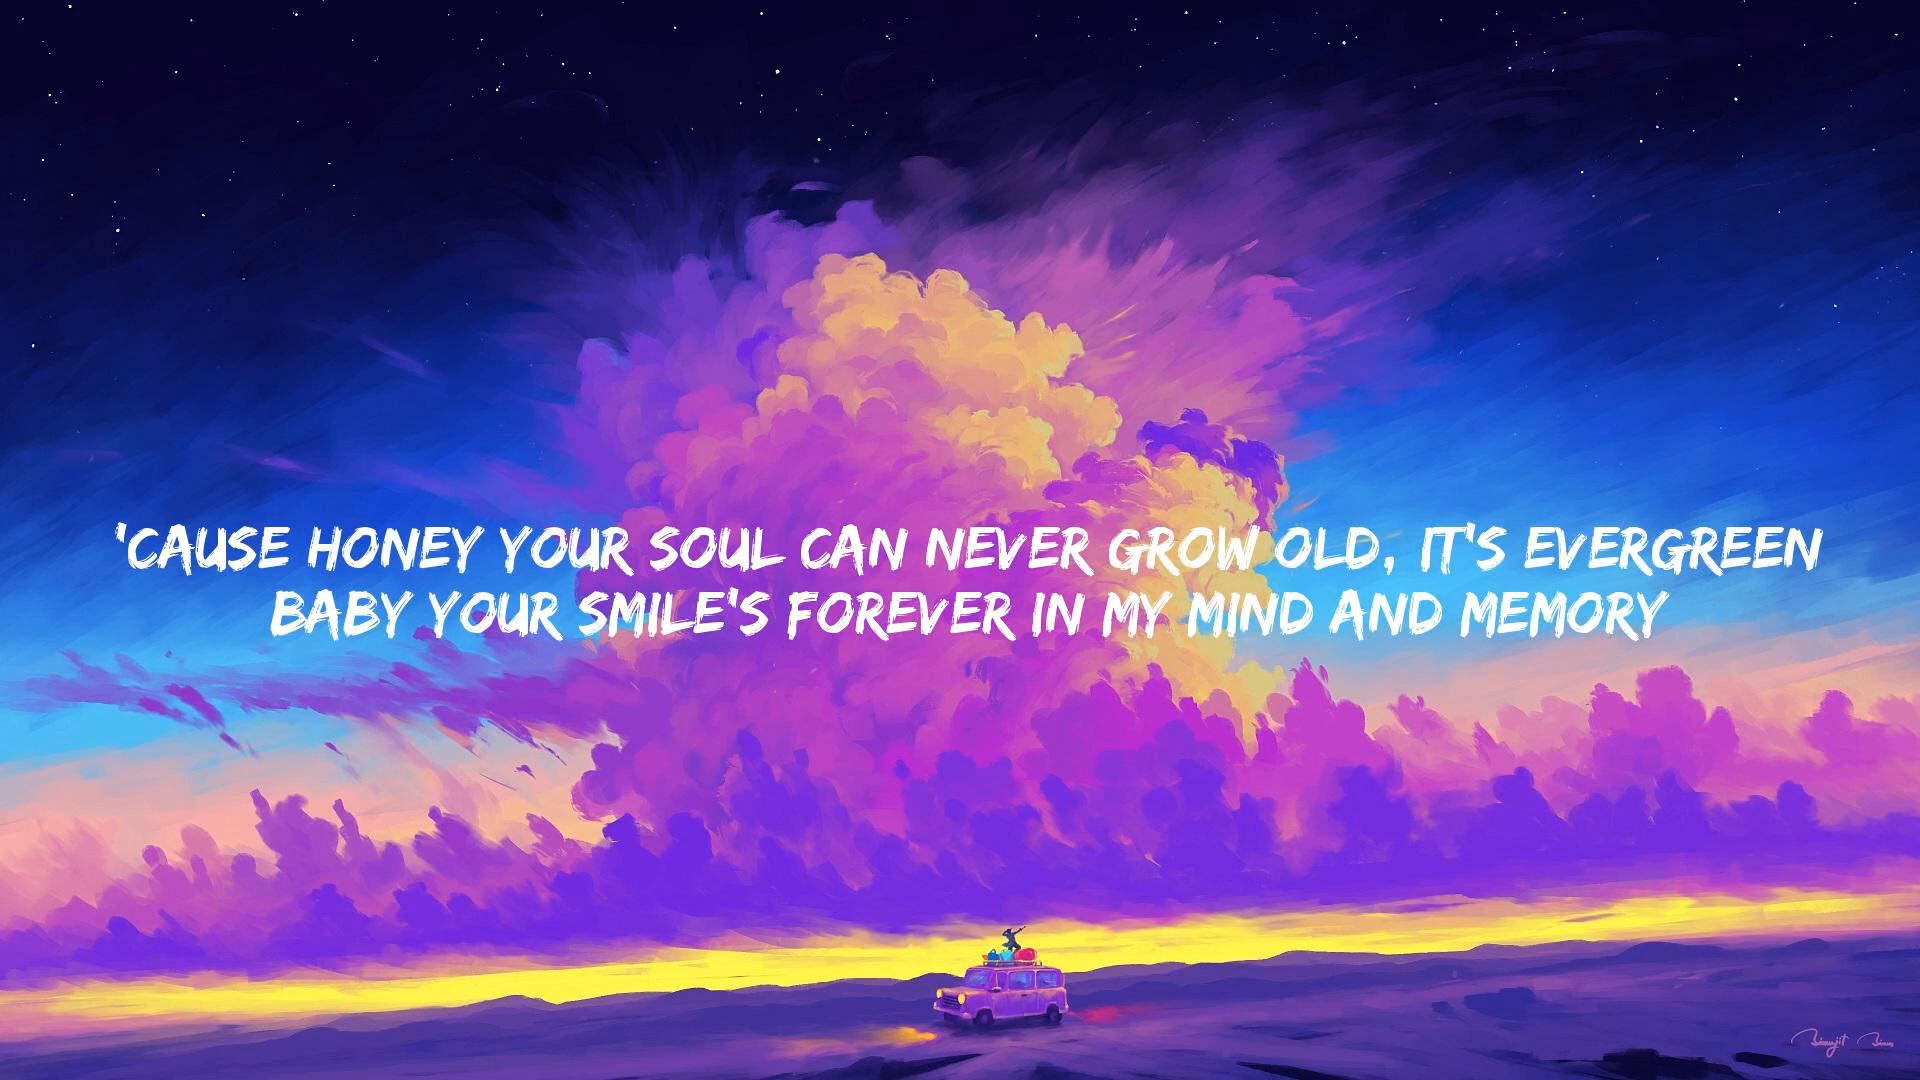 'CAUSE HONEY YOUR SOUL CAN NEVER GROW OLD, IT'S EVERGREEN
BABY YOUR SMILE'S FOREVER IN MY MIND AND MEMORY